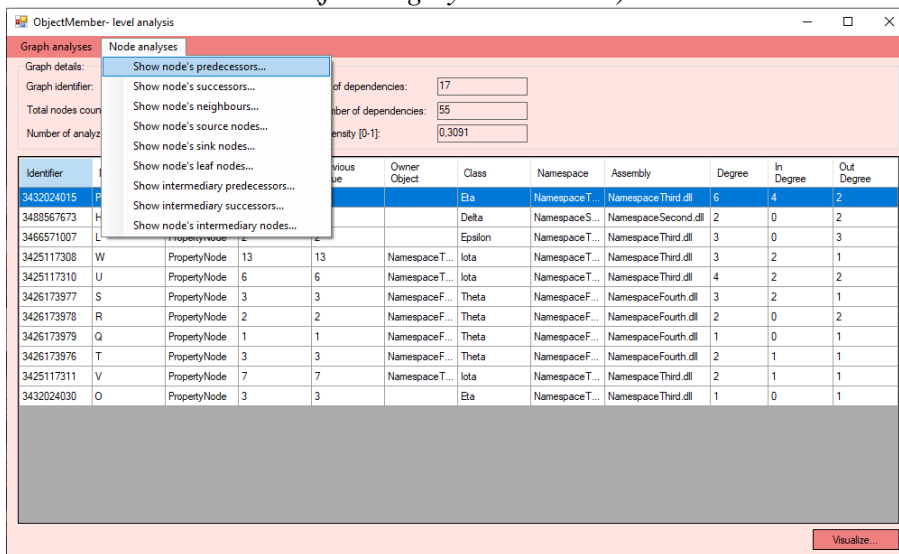 ObjectMember- level analysis
Graph analyses Node analyses
Graph details:
Show node's predecessors...
Graph identifier:
Show node's successors...
of dependencies: 17
Show node's neighbours...
Total nodes coun
of dependencies: 55
Show node's source nodes...
Number of analyz
[0-1]: 0,3091
Show node's sink nodes...
Show node's leaf nodes...
Show intermediary predecessors...
Show intermediary successors...
Show node's intermediary nodes...
Identifier Owner Object Class Namespace Assembly Degree In Degree Out Degree
3432024015 P Eta NamespaceT... NamespaceThird.dll 6 4 2
3488567673 H Delta NamespaceS... NamespaceSecond.dll 2 0 2
3466571007 L PropertyNode 2 2 Epsilon NamespaceT... NamespaceThird.dll 3 0 3
3425117308 W PropertyNode 13 13 NamespaceT... Iota NamespaceT... NamespaceThird.dll 3 2 1
3425117310 U PropertyNode 6 6 NamespaceT... Iota NamespaceT... NamespaceThird.dll 4 2 2
3426173977 S PropertyNode 3 3 NamespaceF... Theta NamespaceF... NamespaceFourth.dll 3 2 1
3426173978 R PropertyNode 2 2 NamespaceF... Theta NamespaceF... NamespaceFourth.dll 2 0 2
3426173979 Q PropertyNode 1 1 NamespaceF... Theta NamespaceF... NamespaceFourth.dll 1 0 1
3426173976 T PropertyNode 3 3 NamespaceF... Theta NamespaceF... NamespaceFourth.dll 2 1 1
3425117311 V PropertyNode 7 7 NamespaceT... Iota NamespaceT... NamespaceThird.dll 2 1 1
3432024030 O PropertyNode 3 3 Eta NamespaceT... NamespaceThird.dll 1 0 1
Visualize...